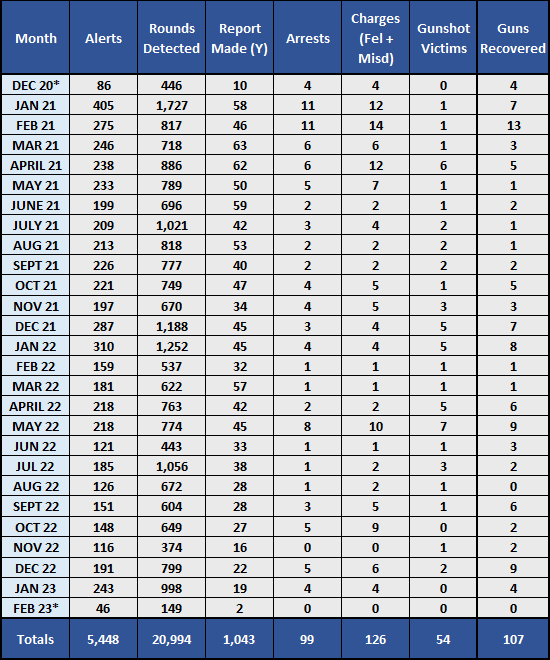 Month Alerts Rounds Detected Report Made (Y) Arrests Charges (Fel + Misd) Gunshot Victims Guns Recovered
DEC 20* 86 446 10 4 4 0 4
JAN 21 405 1,727 58 11 12 1 7
FEB 21 275 817 46 11 14 1 13
MAR 21 246 718 63 6 6 1 3
APRIL 21 238 886 62 6 12 6 5
MAY 21 233 789 50 5 7 1 1
JUNE 21 199 696 59 2 2 1 2
JULY 21 209 1,021 42 3 4 2 1
AUG 21 213 818 53 2 2 2 1
SEPT 21 226 777 40 2 2 2 2
OCT 21 221 749 47 4 5 1 5
NOV 21 197 670 34 4 5 3 3
DEC 21 287 1,188 45 3 4 5 7
JAN 22 310 1,252 45 4 4 5 8
FEB 22 159 537 32 1 1 1 1
MAR 22 181 622 57 1 1 1 1
APRIL 22 218 763 42 2 2 5 6
MAY 22 218 774 45 8 10 7 9
JUN 22 121 443 33 1 1 1 3
JUL 22 185 1,056 38 1 2 3 2
AUG 22 126 672 28 1 2 1 0
SEPT 22 151 604 28 3 5 1 6
OCT 22 148 649 27 5 9 0 2
NOV 22 116 374 16 0 0 1 2
DEC 22 191 799 22 5 6 2 9
JAN 23 243 998 19 4 4 0 4
FEB 23* 46 149 2 0 0 0 0
Totals 5,448 20,994 1,043 99 126 54 107